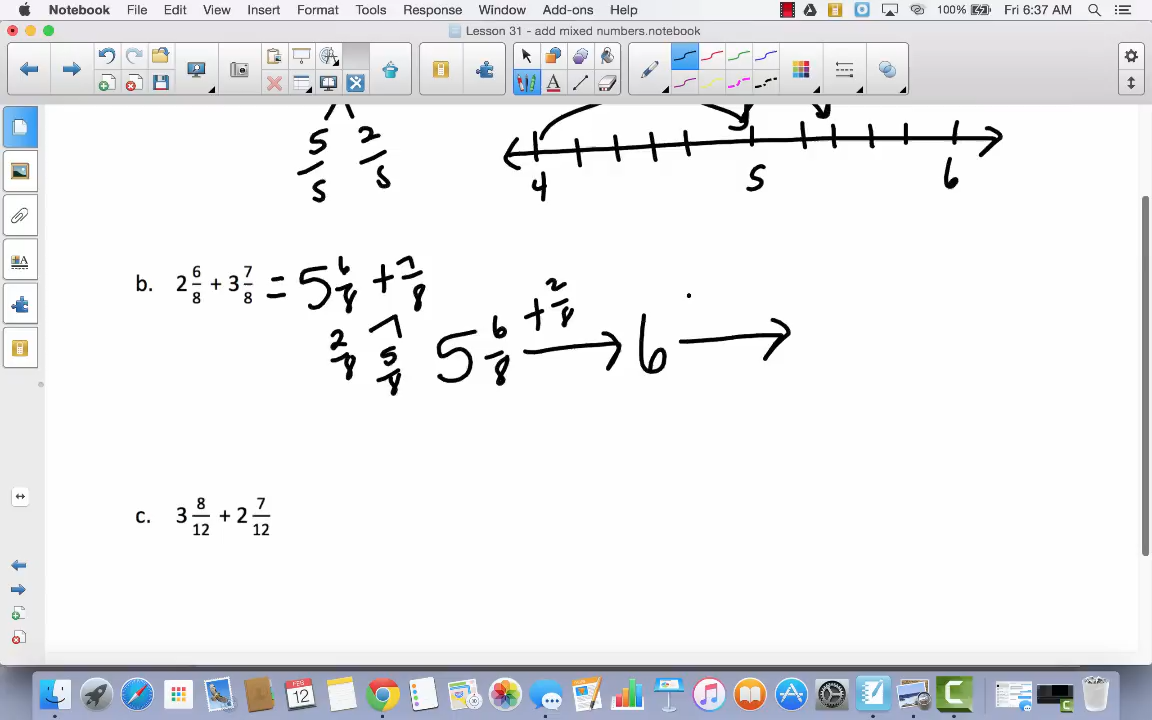 Notebook File Edit View Insert Format Tools Response Window Add-ons Help 100% Fri 6:37 AM
Lesson 31 - add mixed numbers.notebook
A
5/5 2/5
4 5 6
b. 2 6/8 + 3 7/8 = 5 6/8 + 7/8
2/8 5/8 5 6/8 + 2/8 → 6 →
c. 3 8/12 + 2 7/12
FEB
12